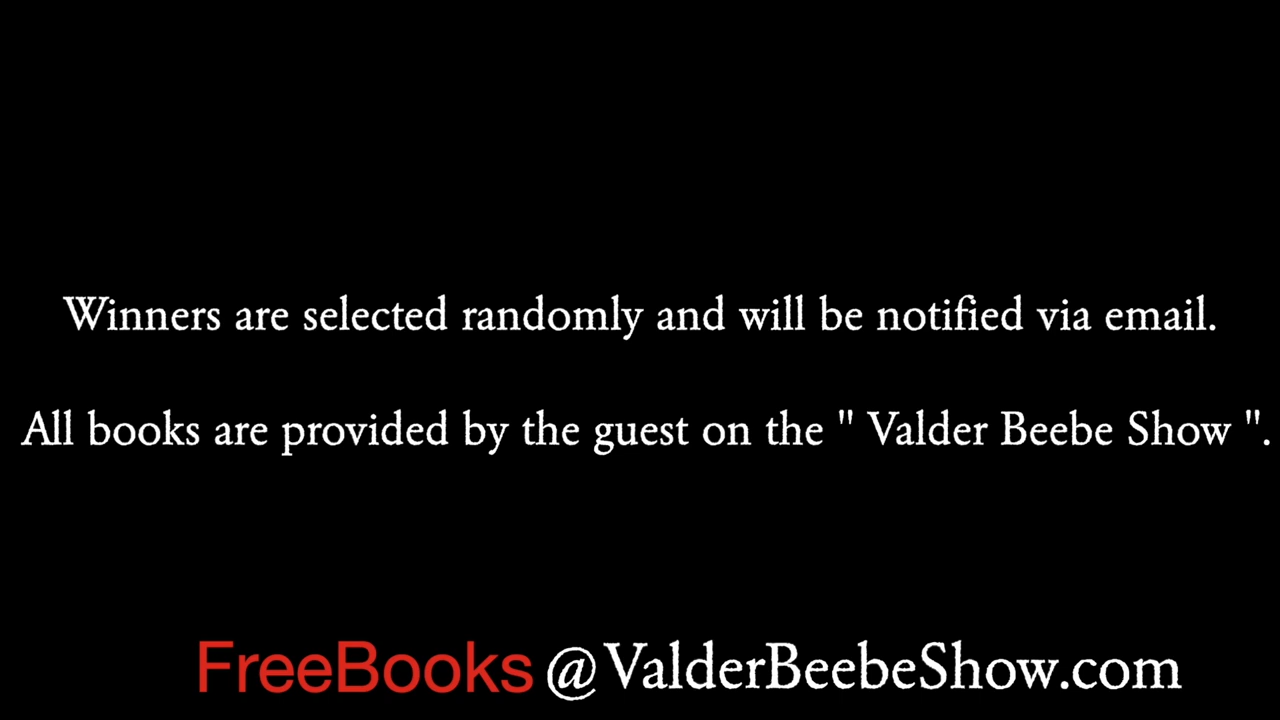 Winners are selected randomly and will be notified via email.
All books are provided by the guest on the " Valder Beebe Show ".
FreeBooks@ValderBeebeShow.com